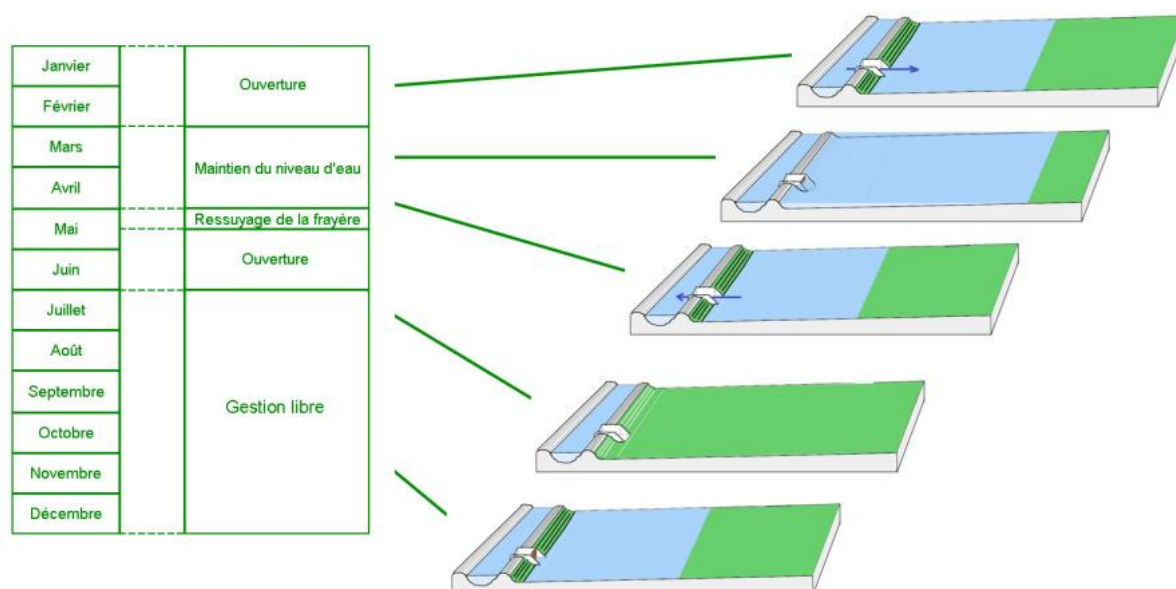 Janvier
Février
Mars
Avril
Mai
Juin
Juillet
Août
Septembre
Octobre
Novembre
Décembre
Ouverture
Maintien du niveau d'eau
Ressuyage de la frayère
Ouverture
Gestion libre